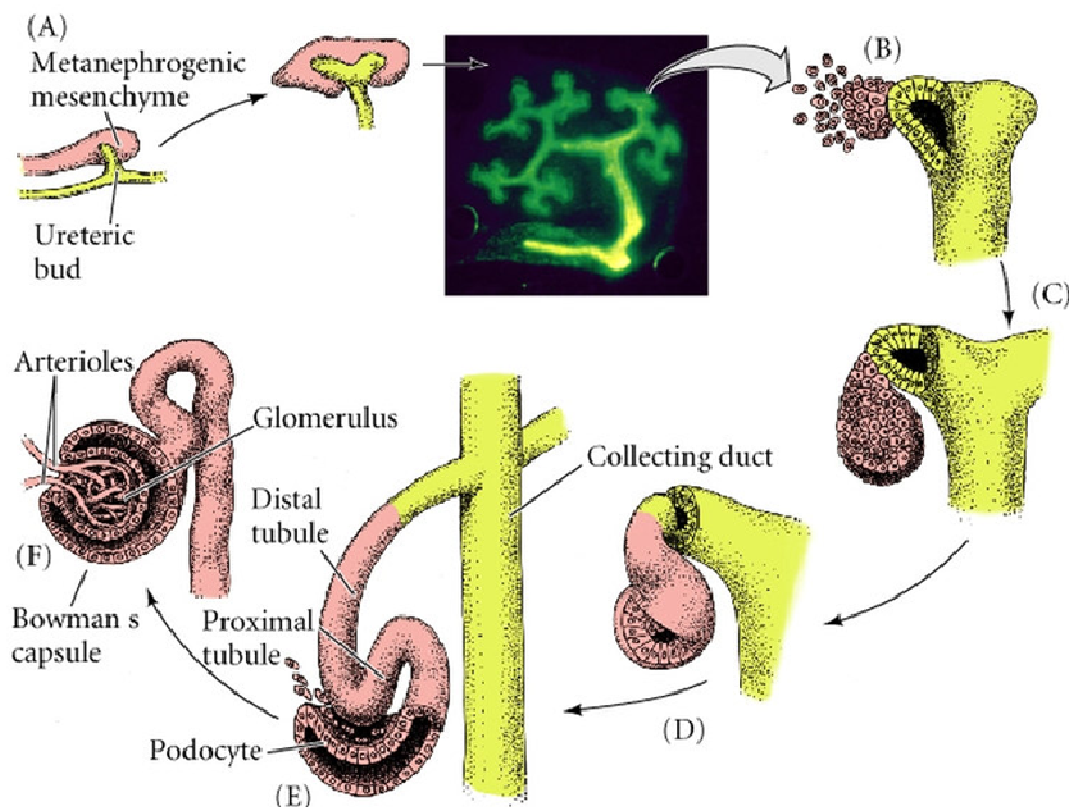 (A)
Metanephrogenic
mesenchyme
Ureteric
bud
(B)
(C)
Arterioles
Glomerulus
Collecting duct
Distal
tubule
(F)
Bowman s
capsule
Proximal
tubule
(D)
Podocyte
(E)